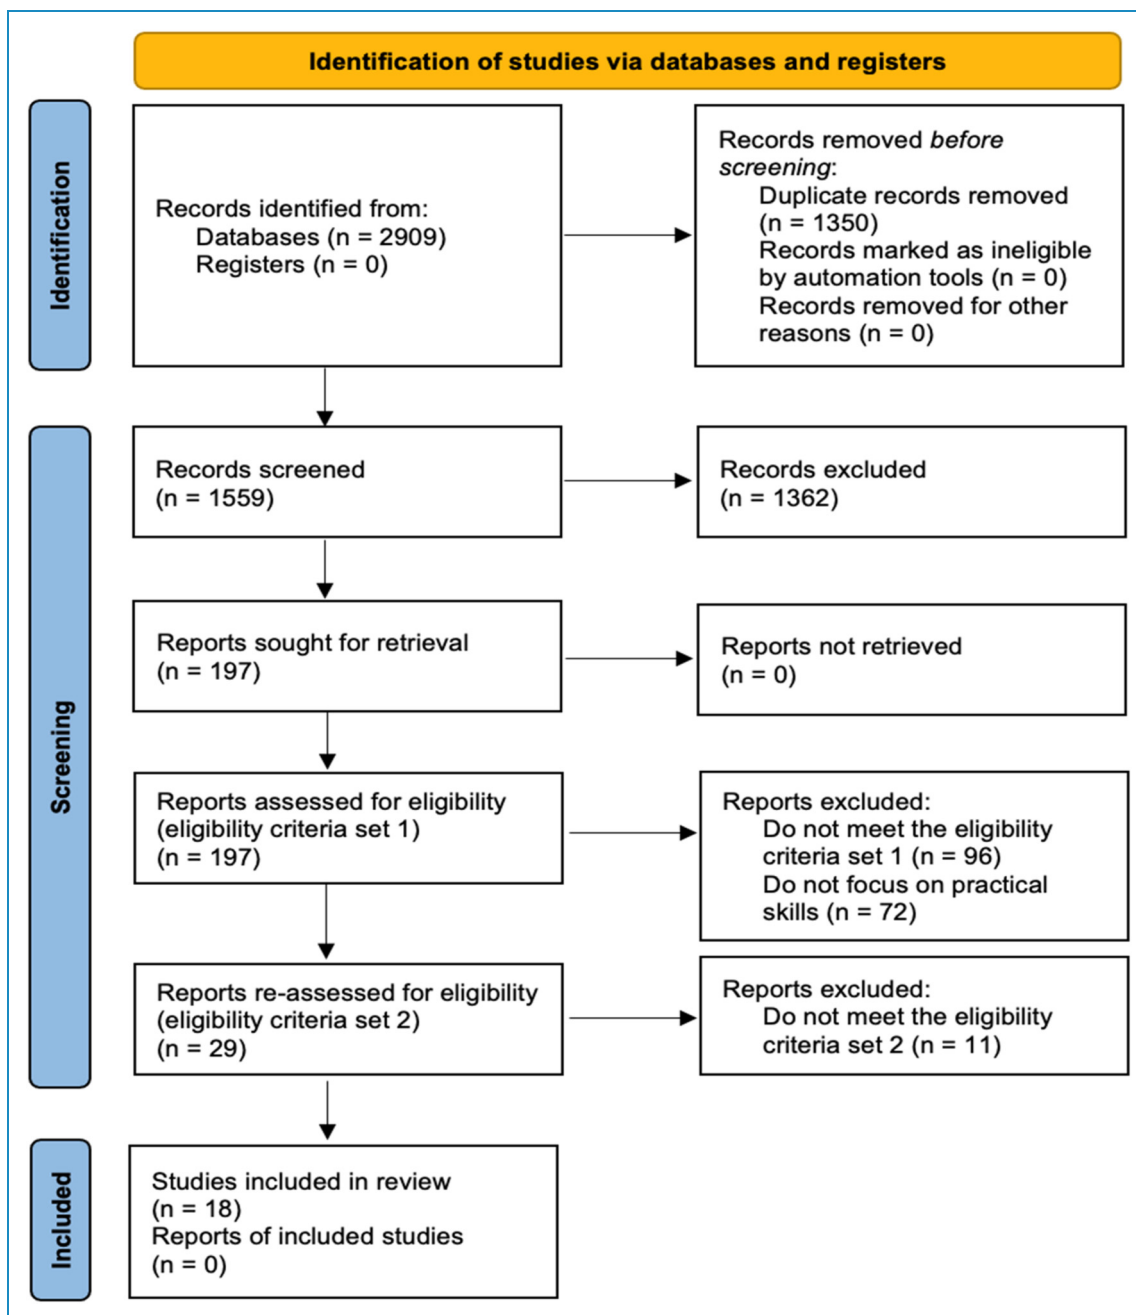 Identification of studies via databases and registers
Identification
Records identified from:
Databases (n = 2909)
Registers (n = 0)
Records removed before
screening:
Duplicate records removed
(n = 1350)
Records marked as ineligible
by automation tools (n = 0)
Records removed for other
reasons (n = 0)
Screening
Records screened
(n = 1559)
Records excluded
(n = 1362)
Reports sought for retrieval
(n = 197)
Reports not retrieved
(n = 0)
Reports assessed for eligibility
(eligibility criteria set 1)
(n = 197)
Reports excluded:
Do not meet the eligibility
criteria set 1 (n = 96)
Do not focus on practical
skills (n = 72)
Reports re-assessed for eligibility
(eligibility criteria set 2)
(n = 29)
Reports excluded:
Do not meet the eligibility
criteria set 2 (n = 11)
Included
Studies included in review
(n = 18)
Reports of included studies
(n = 0)